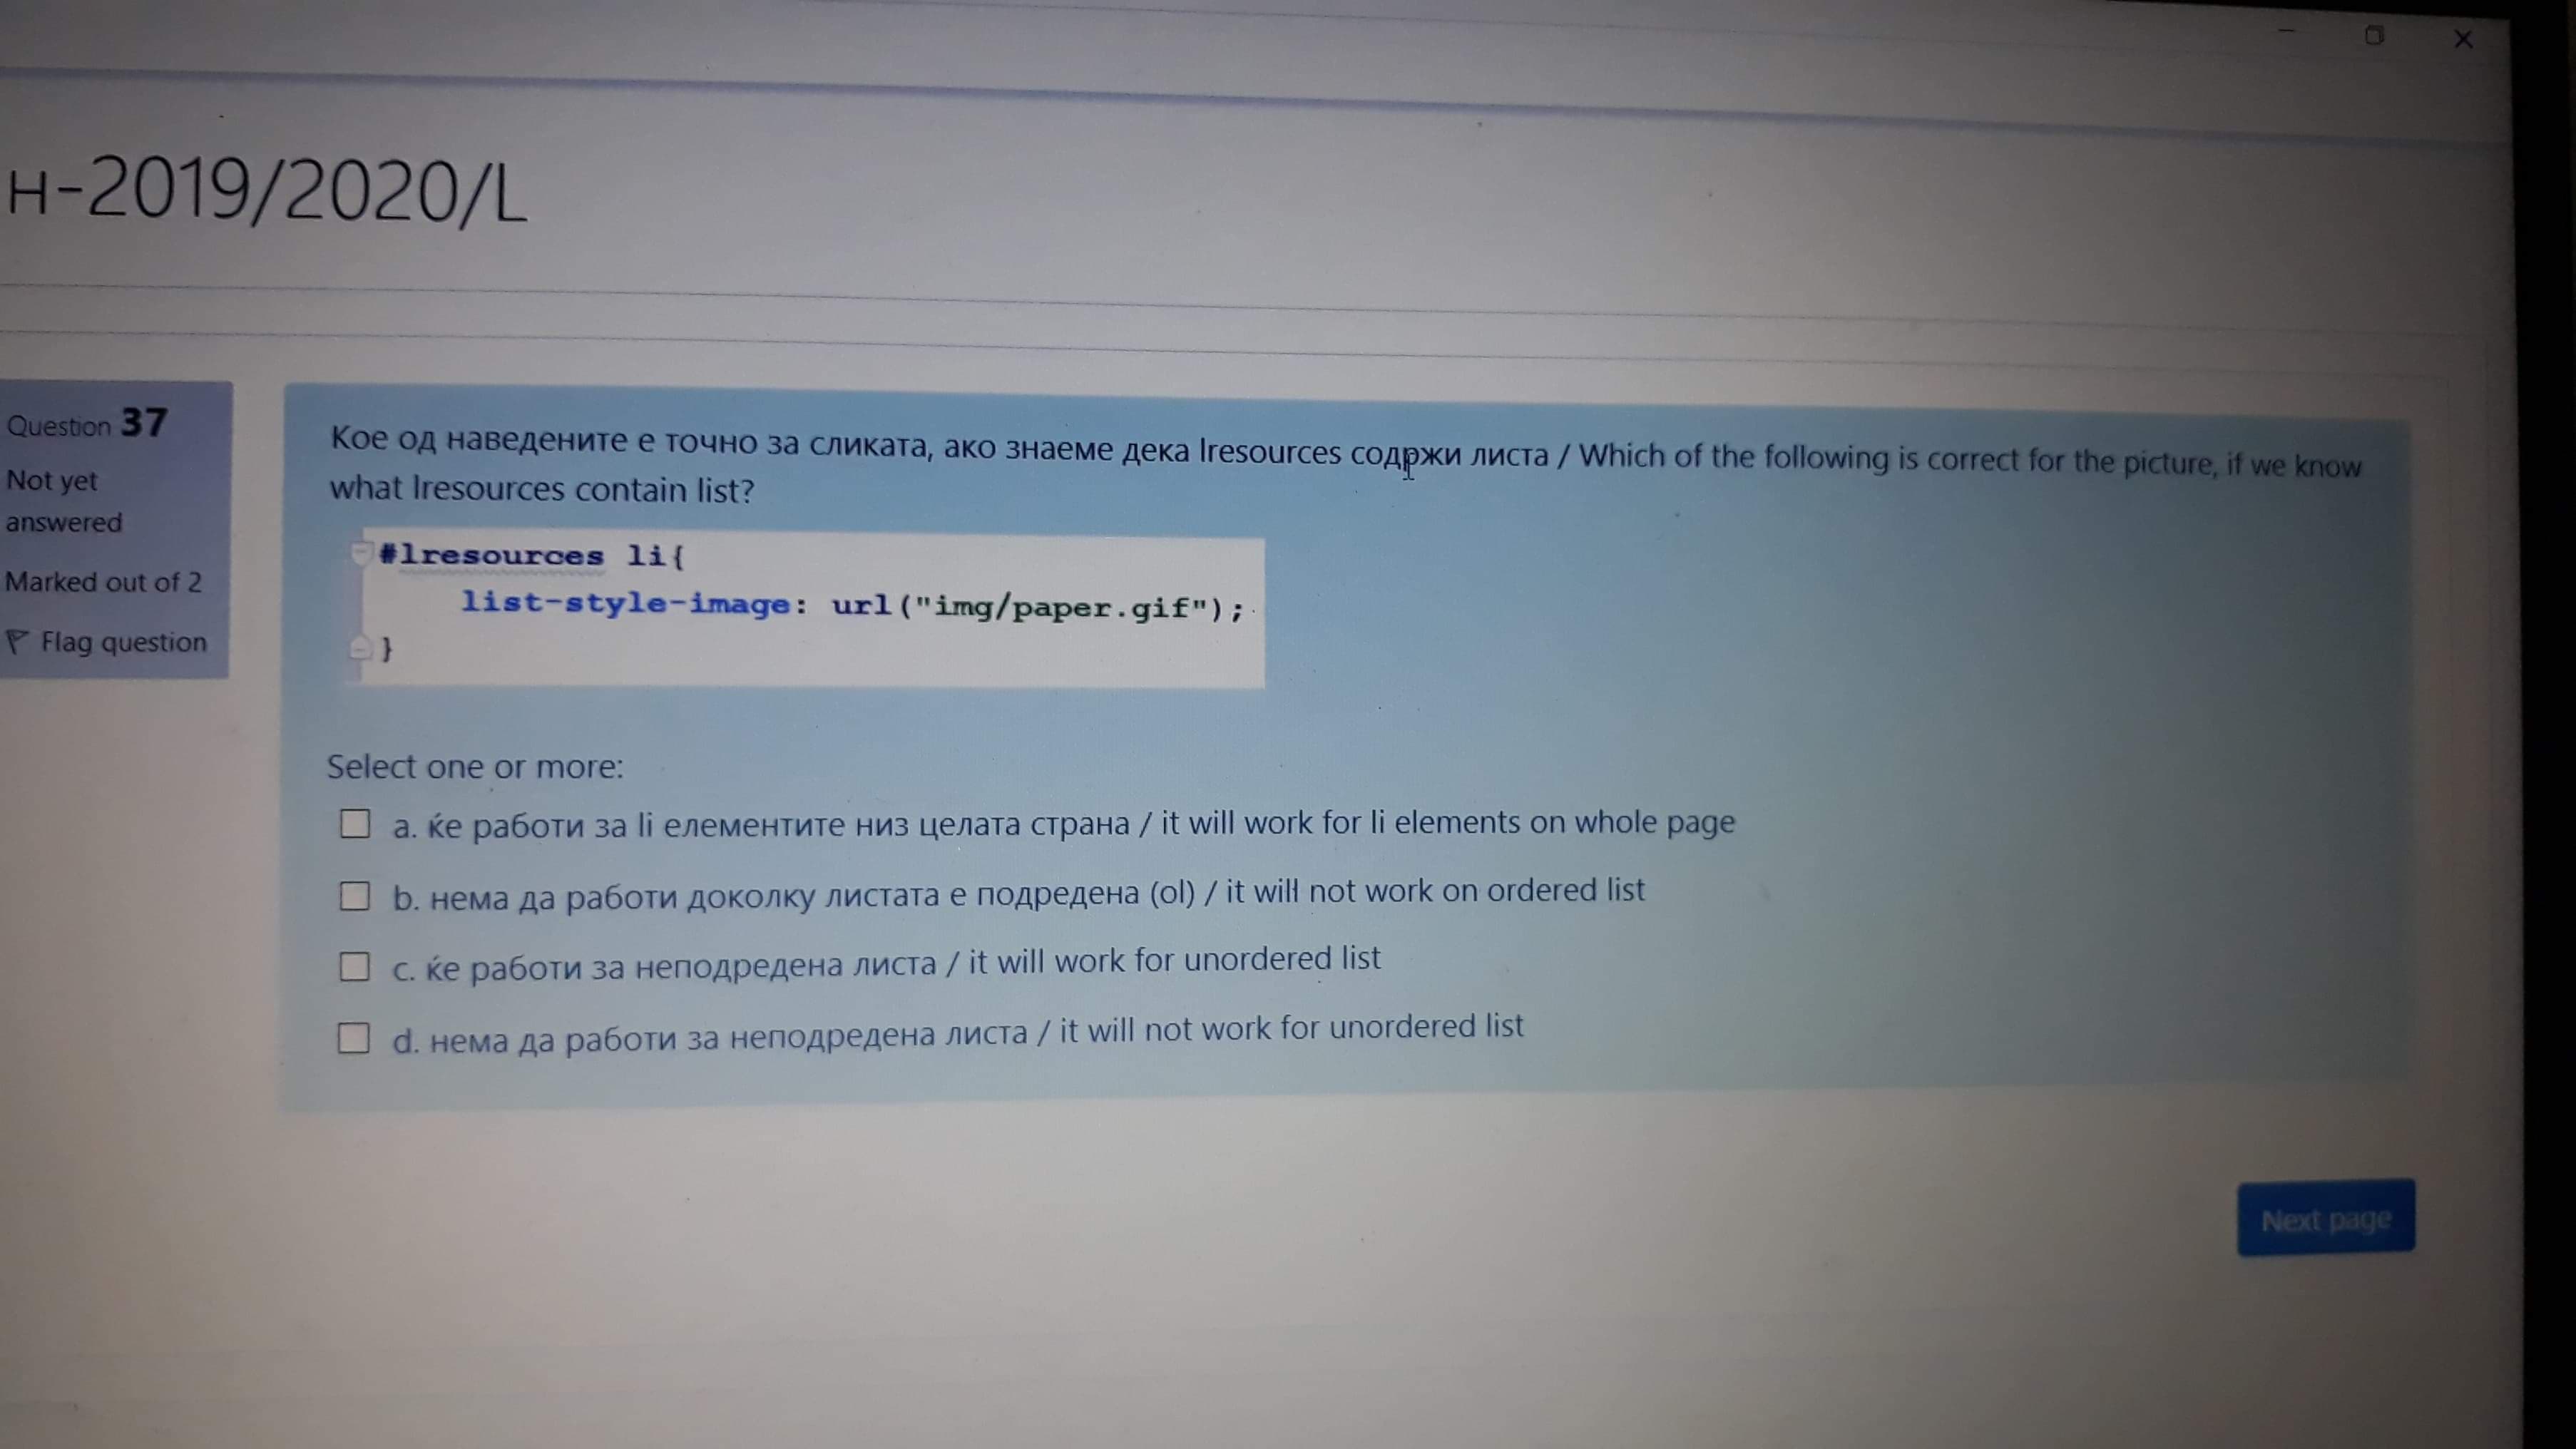 н-2019/2020/L
Question 37
Not yet
answered
Marked out of 2
Flag question
Кое од наведените е точно за сликата, ако знаеме дека lresources содржи листа / Which of the following is correct for the picture, if we know
what lresources contain list?
#lresources li{
list-style-image: url("img/paper.gif");
}
Select one or more:
a. ќе работи за li елементите низ целата страна / it will work for li elements on whole page
b. нема да работи доколку листата е подредена (ol) / it will not work on ordered list
c. ќе работи за неподредена листа / it will work for unordered list
d. нема да работи за неподредена листа / it will not work for unordered list
Next page